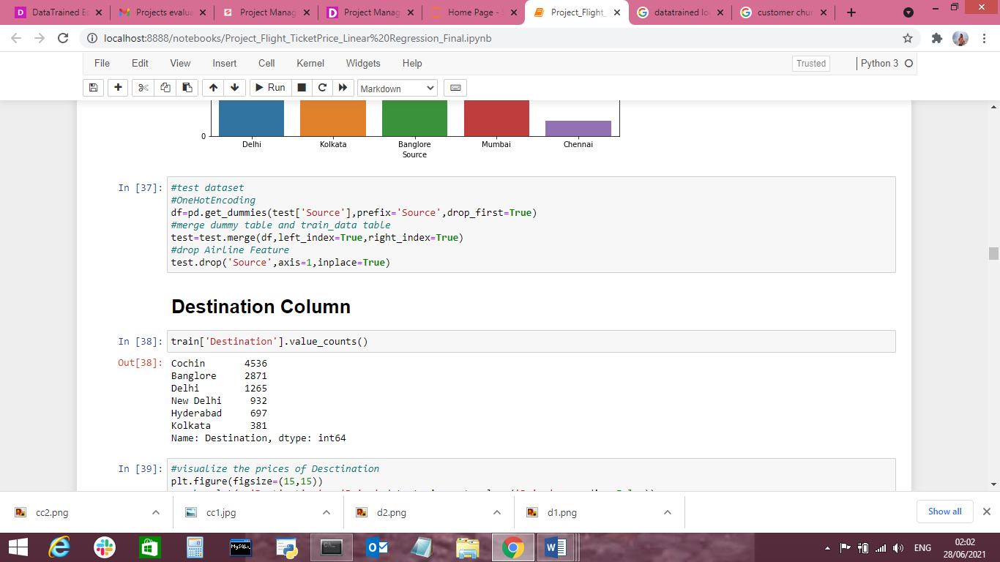 DataTrained Ed
Projects evalua
Project Manag
Project Manag
Home Page -
Project_Flight_
datatrained lo
customer chur
localhost:8888/notebooks/Project_Flight_TicketPrice_Linear%20Regression_Final.ipynb
File Edit View Insert Cell Kernel Widgets Help
Trusted
Python 3
Run
Markdown
0
Delhi Kolkata Banglore Mumbai Chennai
Source
In [37]:
#test dataset
#OneHotEncoding
df=pd.get_dummies(test['Source'],prefix='Source',drop_first=True)
#merge dummy table and train_data table
test=test.merge(df,left_index=True,right_index=True)
#drop Airline Feature
test.drop('Source',axis=1,inplace=True)
Destination Column
In [38]: train['Destination'].value_counts()
Out[38]: Cochin 4536
Banglore 2871
Delhi 1265
New Delhi 932
Hyderabad 697
Kolkata 381
Name: Destination, dtype: int64
In [39]: #visualize the prices of Desctination
plt.figure(figsize=(15,15))
cc2.png
cc1.jpg
d2.png
d1.png
Show all
MySQL
ENG
02:02
28/06/2021